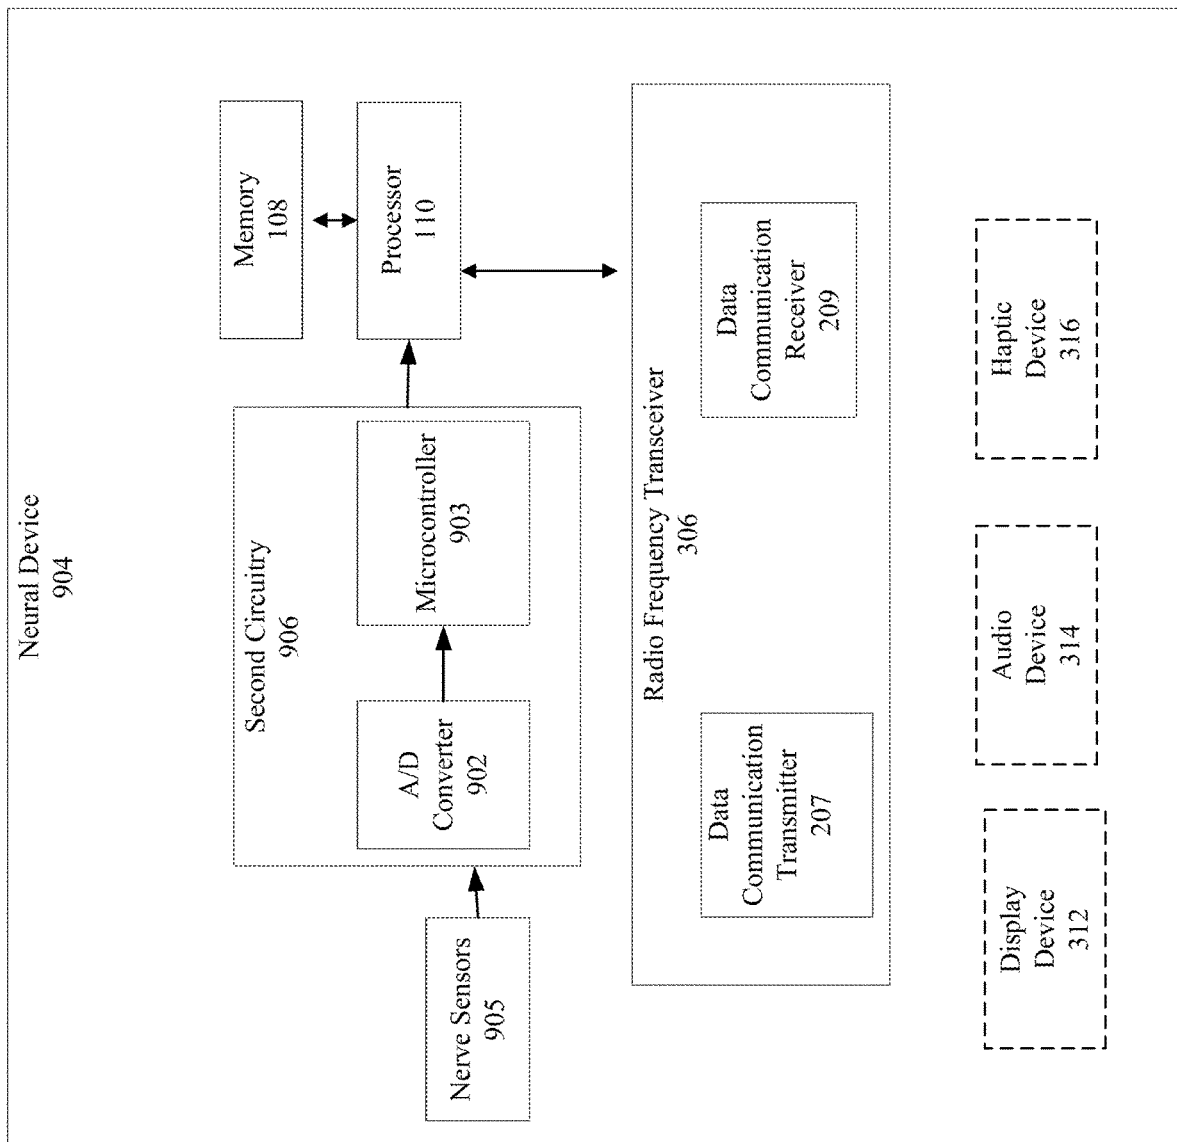 Neural Device
904
Second Circuitry
906
Nerve Sensors
905
A/D
Converter
902
Microcontroller
903
Memory
108
Processor
110
Radio Frequency Transceiver
306
Data
Communication
Transmitter
207
Data
Communication
Receiver
209
Display
Device
312
Audio
Device
314
Haptic
Device
316